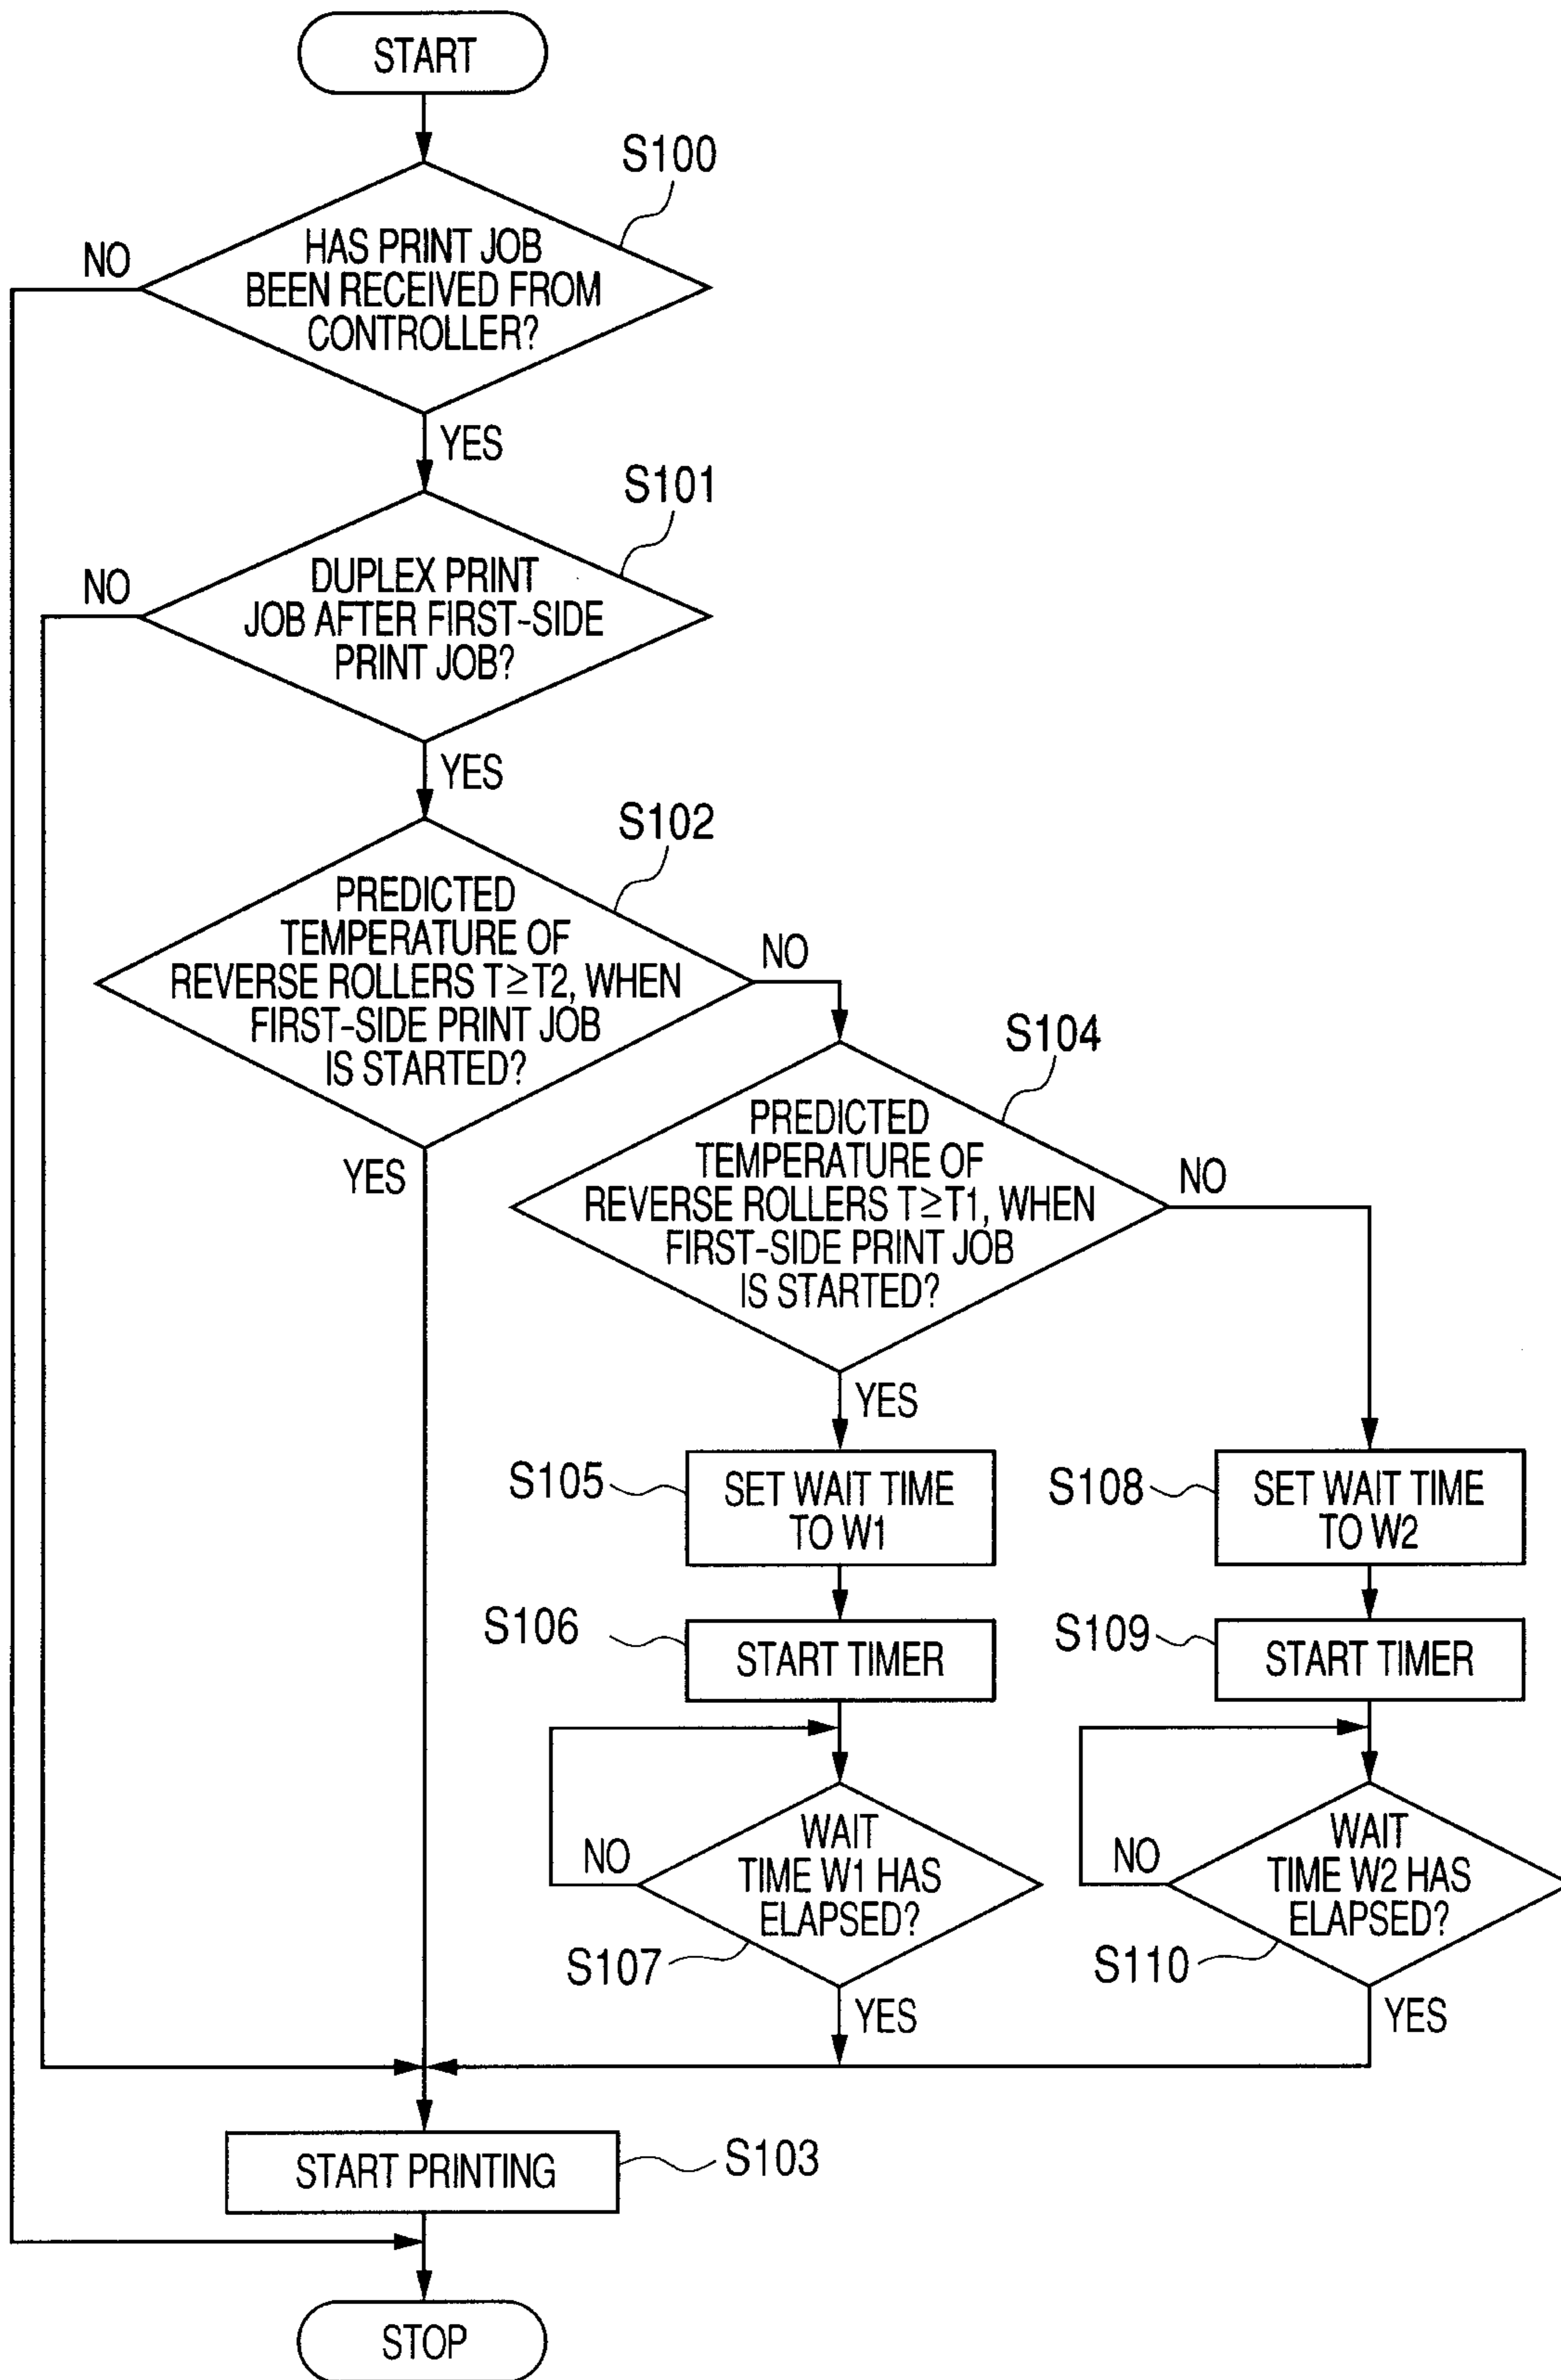 START
S100
HAS PRINT JOB
BEEN RECEIVED FROM
CONTROLLER?
NO
YES
S101
DUPLEX PRINT
JOB AFTER FIRST-SIDE
PRINT JOB?
NO
YES
S102
PREDICTED
TEMPERATURE OF
REVERSE ROLLERS T≧T2, WHEN
FIRST-SIDE PRINT JOB
IS STARTED?
NO
YES
S104
PREDICTED
TEMPERATURE OF
REVERSE ROLLERS T≧T1, WHEN
FIRST-SIDE PRINT JOB
IS STARTED?
NO
YES
S105
SET WAIT TIME
TO W1
S108
SET WAIT TIME
TO W2
S106
START TIMER
S109
START TIMER
WAIT
TIME W1 HAS
ELAPSED?
NO
S107
YES
WAIT
TIME W2 HAS
ELAPSED?
NO
S110
YES
START PRINTING
S103
STOP